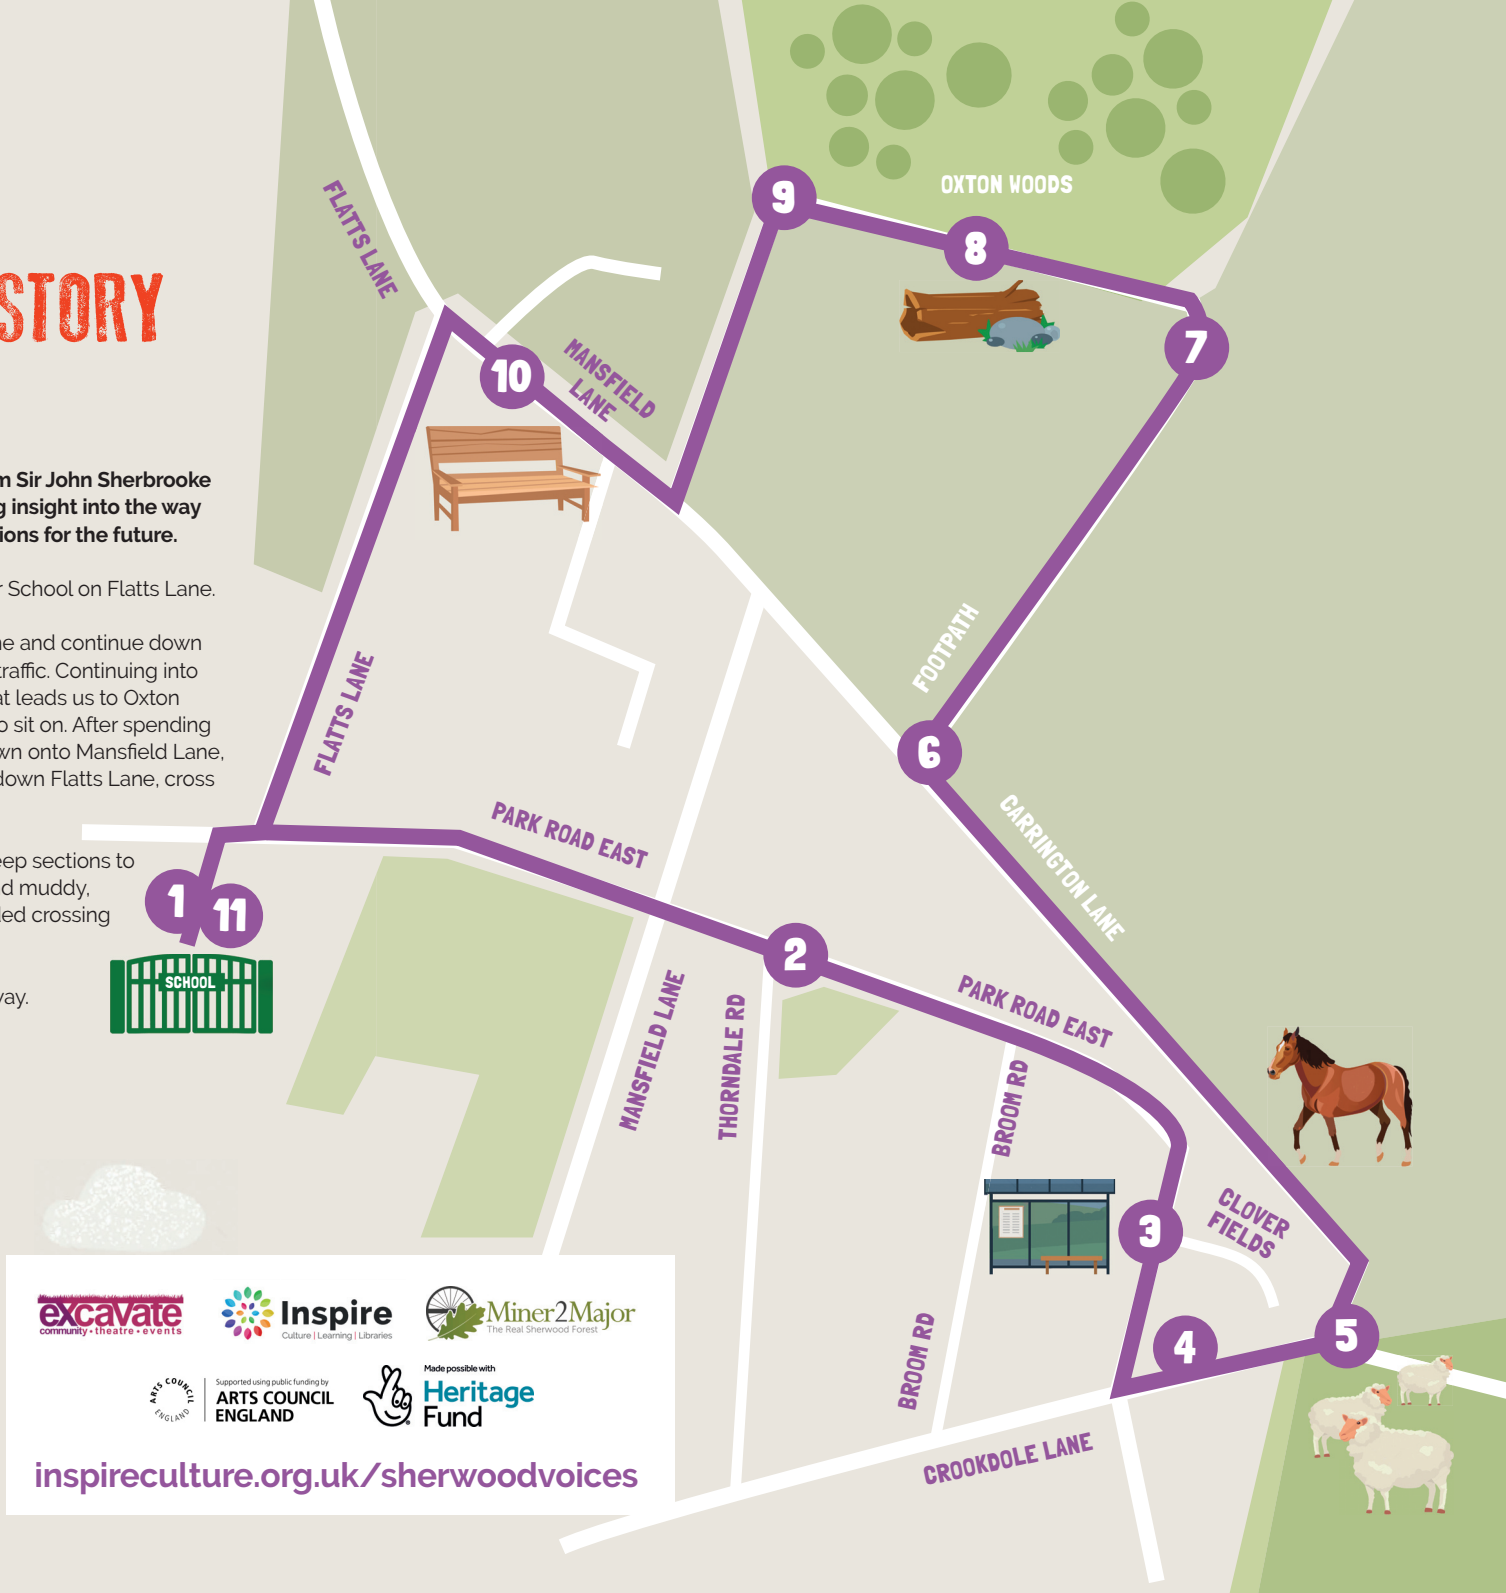 STORY
m Sir John Sherbrooke
g insight into the way
ions for the future.
r School on Flatts Lane.
ne and continue down
traffic. Continuing into
at leads us to Oxton
o sit on. After spending
wn onto Mansfield Lane,
down Flatts Lane, cross
eep sections to
d muddy,
led crossing
vay.
FLATTS LANE
OXTON WOODS
9
8
7
10
MANSFIELD
LANE
FOOTPATH
FLATTS LANE
6
PARK ROAD EAST
CARRINGTON LANE
1
11
2
SCHOOL
MANSFIELD LANE
THORNDALE RD
PARK ROAD EAST
BROOM RD
3
CLOVER
FIELDS
4
5
BROOM RD
CROOKDOLE LANE
excavate
community • theatre • events
Inspire
Culture | Learning | Libraries
Miner2Major
The Real Sherwood Forest
ARTS COUNCIL
ENGLAND
Supported using public funding by
ARTS COUNCIL
ENGLAND
Made possible with
Heritage
Fund
inspireculture.org.uk/sherwoodvoices